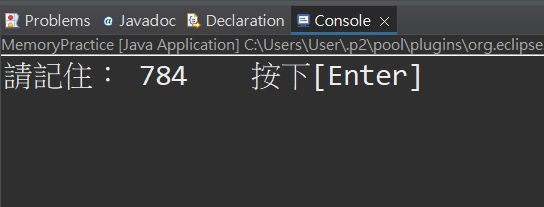 Problems @ Javadoc Declaration Console
MemoryPractice [Java Application] C:\Users\User\.p2\pool\plugins\org.eclipse
請記住： 784 按下[Enter]